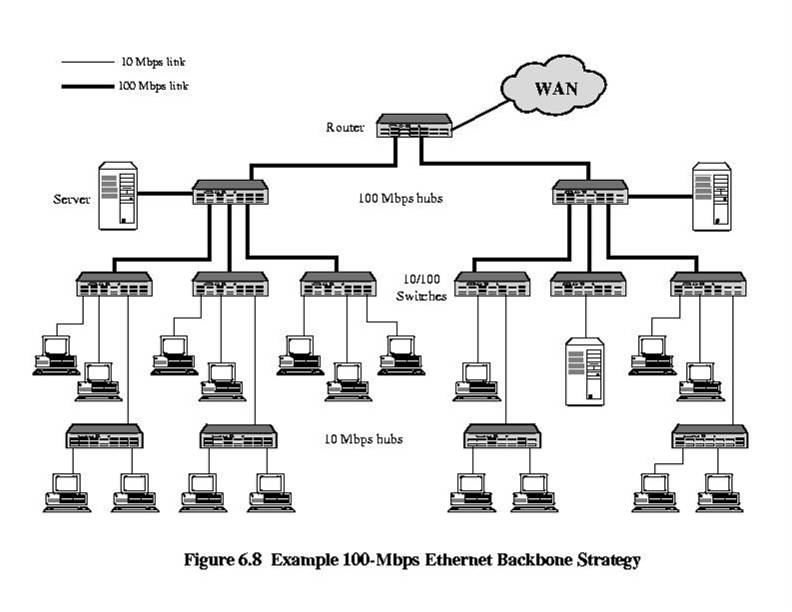 10 Mbps link
100 Mbps link
WAN
Router
Server
100 Mbps hubs
10/100
Switches
10 Mbps hubs
Figure 6.8 Example 100-Mbps Ethernet Backbone Strategy